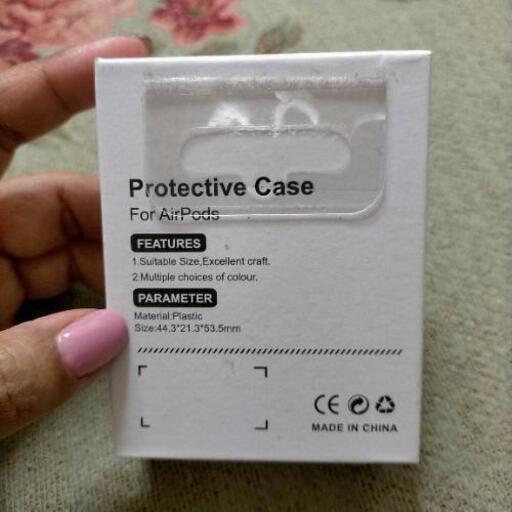 Protective Case
For AirPods
FEATURES
1.Suitable Size,Excellent craft.
2.Multiple choices of colour.
PARAMETER
Material:Plastic
Size:44.3*21.3*53.5mm
CE
MADE IN CHINA